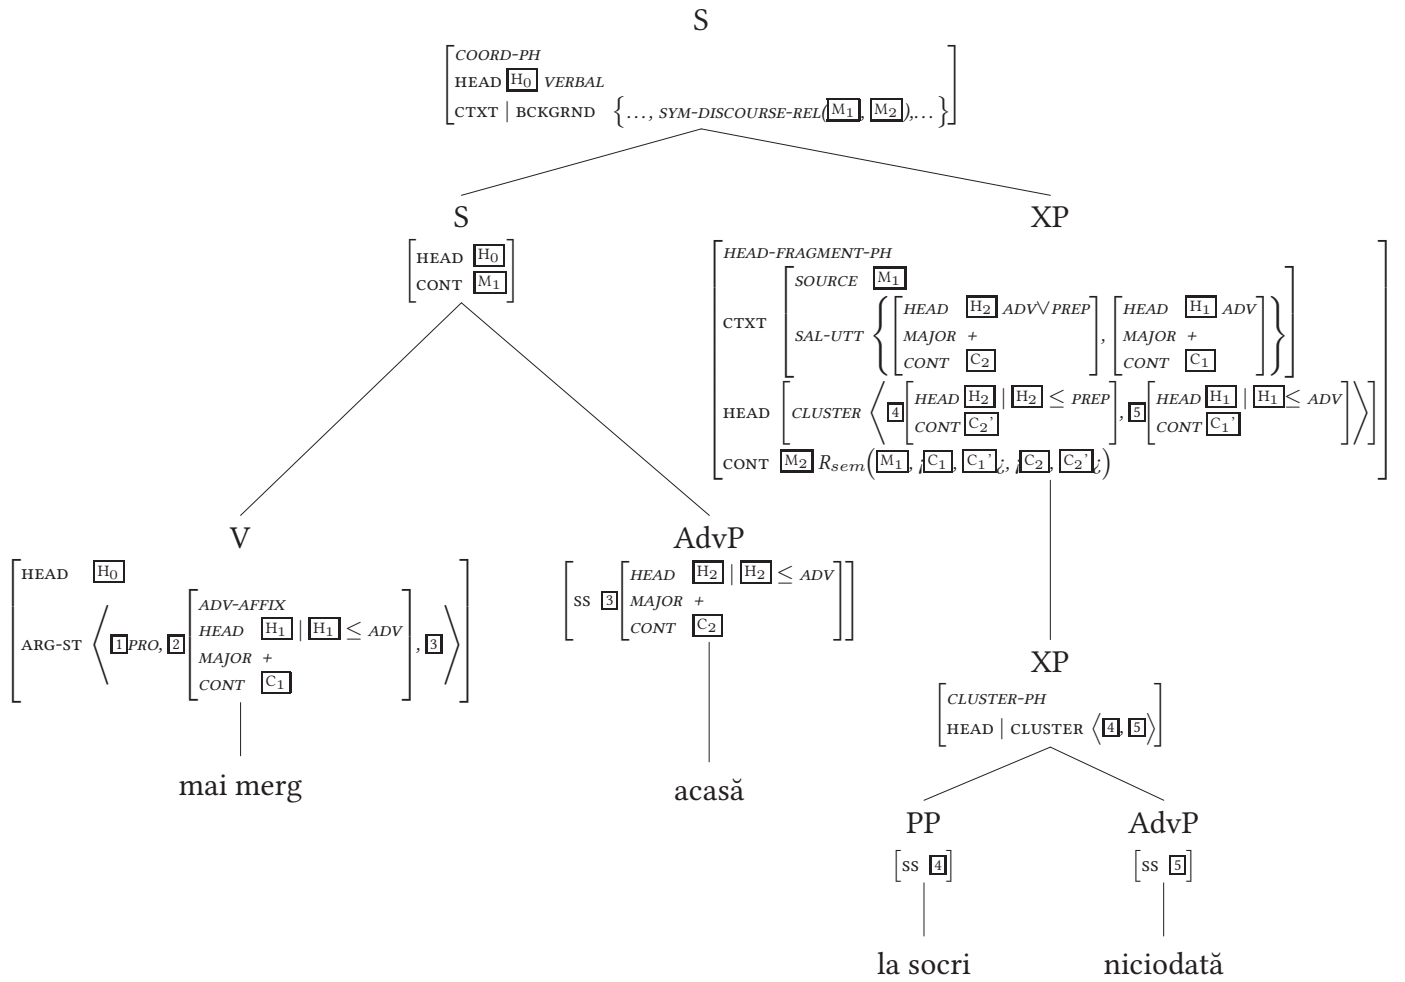 S
COORD-PH
HEAD H0 VERBAL
CTXT | BCKGRND {…, SYM-DISCOURSE-REL(M1, M2),…}
S
HEAD H0
CONT M1
XP
HEAD-FRAGMENT-PH
CTXT
SOURCE M1
SAL-UTT
HEAD H2 ADV∨PREP
MAJOR +
CONT C2
,
HEAD H1 ADV
MAJOR +
CONT C1
HEAD
CLUSTER
4
HEAD H2 | H2 ≤ PREP
CONT C2'
,
5
HEAD H1 | H1 ≤ ADV
CONT C1'
CONT M2 Rsem(M1, ¡C1, C1'¿, ¡C2, C2'¿)
V
HEAD H0
ARG-ST
1 PRO, 2
ADV-AFFIX
HEAD H1 | H1 ≤ ADV
MAJOR +
CONT C1
, 3
mai merg
AdvP
SS 3
HEAD H2 | H2 ≤ ADV
MAJOR +
CONT C2
acasă
XP
CLUSTER-PH
HEAD | CLUSTER ⟨4, 5⟩
PP
SS 4
la socri
AdvP
SS 5
niciodată